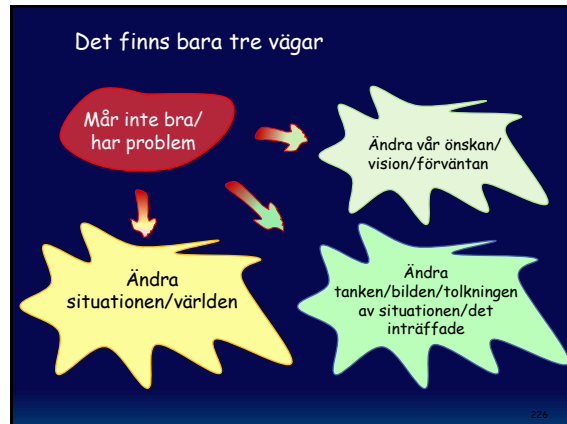 Det finns bara tre vägar
Mår inte bra/
har problem
Ändra vår önskan/
vision/förväntan
Ändra
situationen/världen
Ändra
tanken/bilden/tolkningen
av situationen/det
inträffade
226